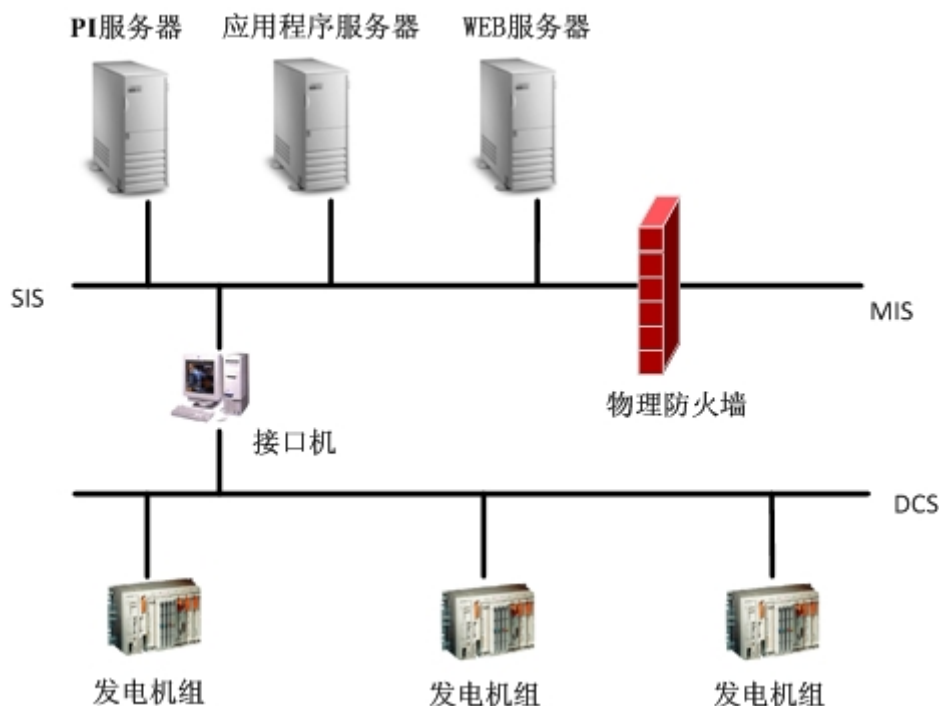 PI服务器
应用程序服务器
WEB服务器
SIS
MIS
物理防火墙
接口机
DCS
发电机组
发电机组
发电机组